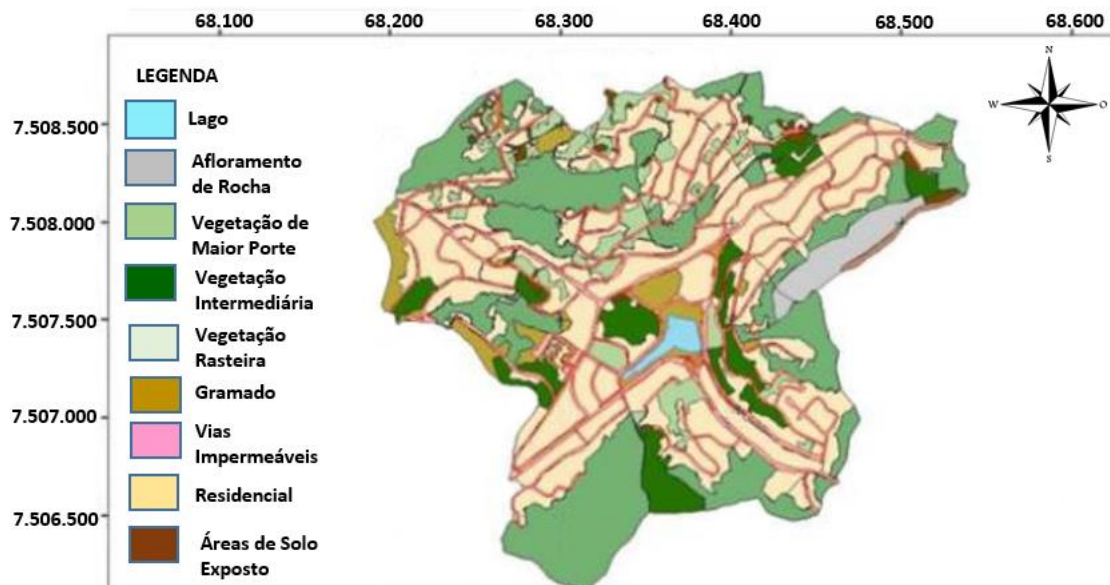 68.100 68.200 68.300 68.400 68.500 68.600
LEGENDA
Lago
Afloramento
de Rocha
Vegetação de
Maior Porte
Vegetação
Intermediária
Vegetação
Rasteira
Gramado
Vias
Impermeáveis
Residencial
Áreas de Solo
Exposto
7.508.500
7.508.000
7.507.500
7.507.000
7.506.500
N
W O
S